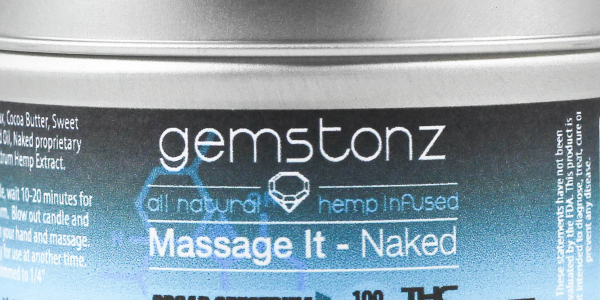 Cocoa Butter, Sweet
Oil, Naked proprietary
Hemp Extract.
wait 10-20 minutes for
Blow out candle and
your hand and massage.
for use at another time.
to 1/4"
gemstonz
all natural hemp infused
Massage It - Naked
BROAD SPECTRUM 100 THC
These statements have not been
evaluated by the FDA. This product is
not intended to diagnose, treat, cure or
prevent any disease.